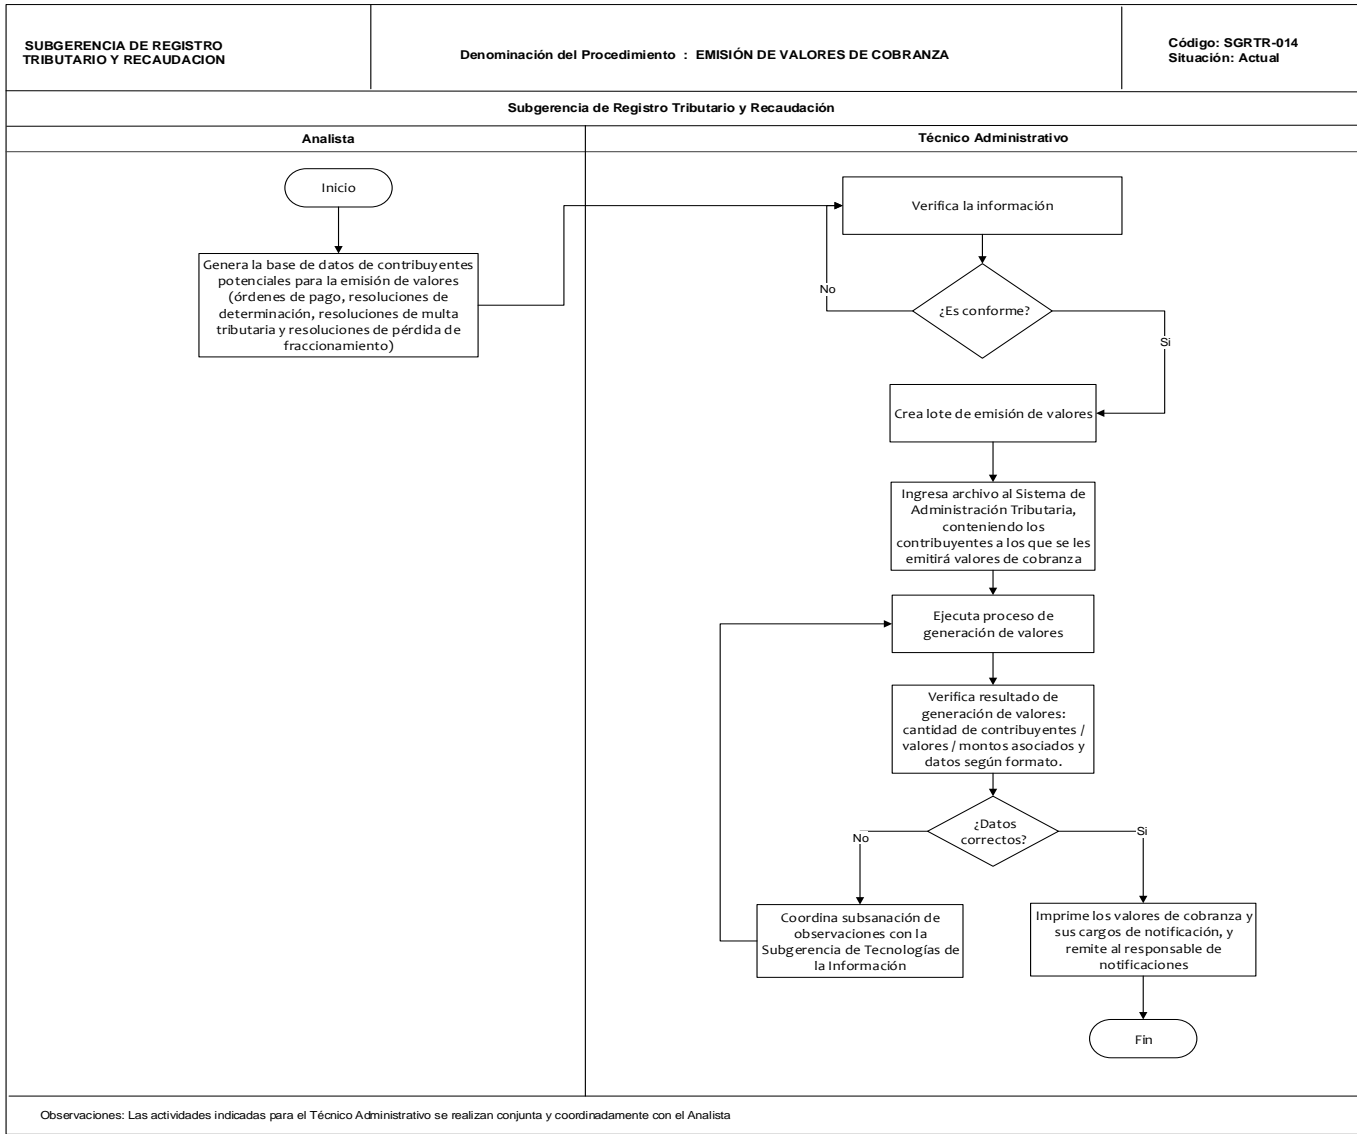 SUBGERENCIA DE REGISTRO
TRIBUTARIO Y RECAUDACION
Denominación del Procedimiento : EMISIÓN DE VALORES DE COBRANZA
Código: SGRTR-014
Situación: Actual
Subgerencia de Registro Tributario y Recaudación
Analista
Técnico Administrativo
Inicio
Genera la base de datos de contribuyentes
potenciales para la emisión de valores
(órdenes de pago, resoluciones de
determinación, resoluciones de multa
tributaria y resoluciones de pérdida de
fraccionamiento)
Verifica la información
No
¿Es conforme?
Si
Crea lote de emisión de valores
Ingresa archivo al Sistema de
Administración Tributaria,
conteniendo los
contribuyentes a los que se les
emitirá valores de cobranza
Ejecuta proceso de
generación de valores
Verifica resultado de
generación de valores:
cantidad de contribuyentes /
valores / montos asociados y
datos según formato.
¿Datos
correctos?
No
Si
Coordina subsanación de
observaciones con la
Subgerencia de Tecnologías de
la Información
Imprime los valores de cobranza y
sus cargos de notificación, y
remite al responsable de
notificaciones
Fin
Observaciones: Las actividades indicadas para el Técnico Administrativo se realizan conjunta y coordinadamente con el Analista